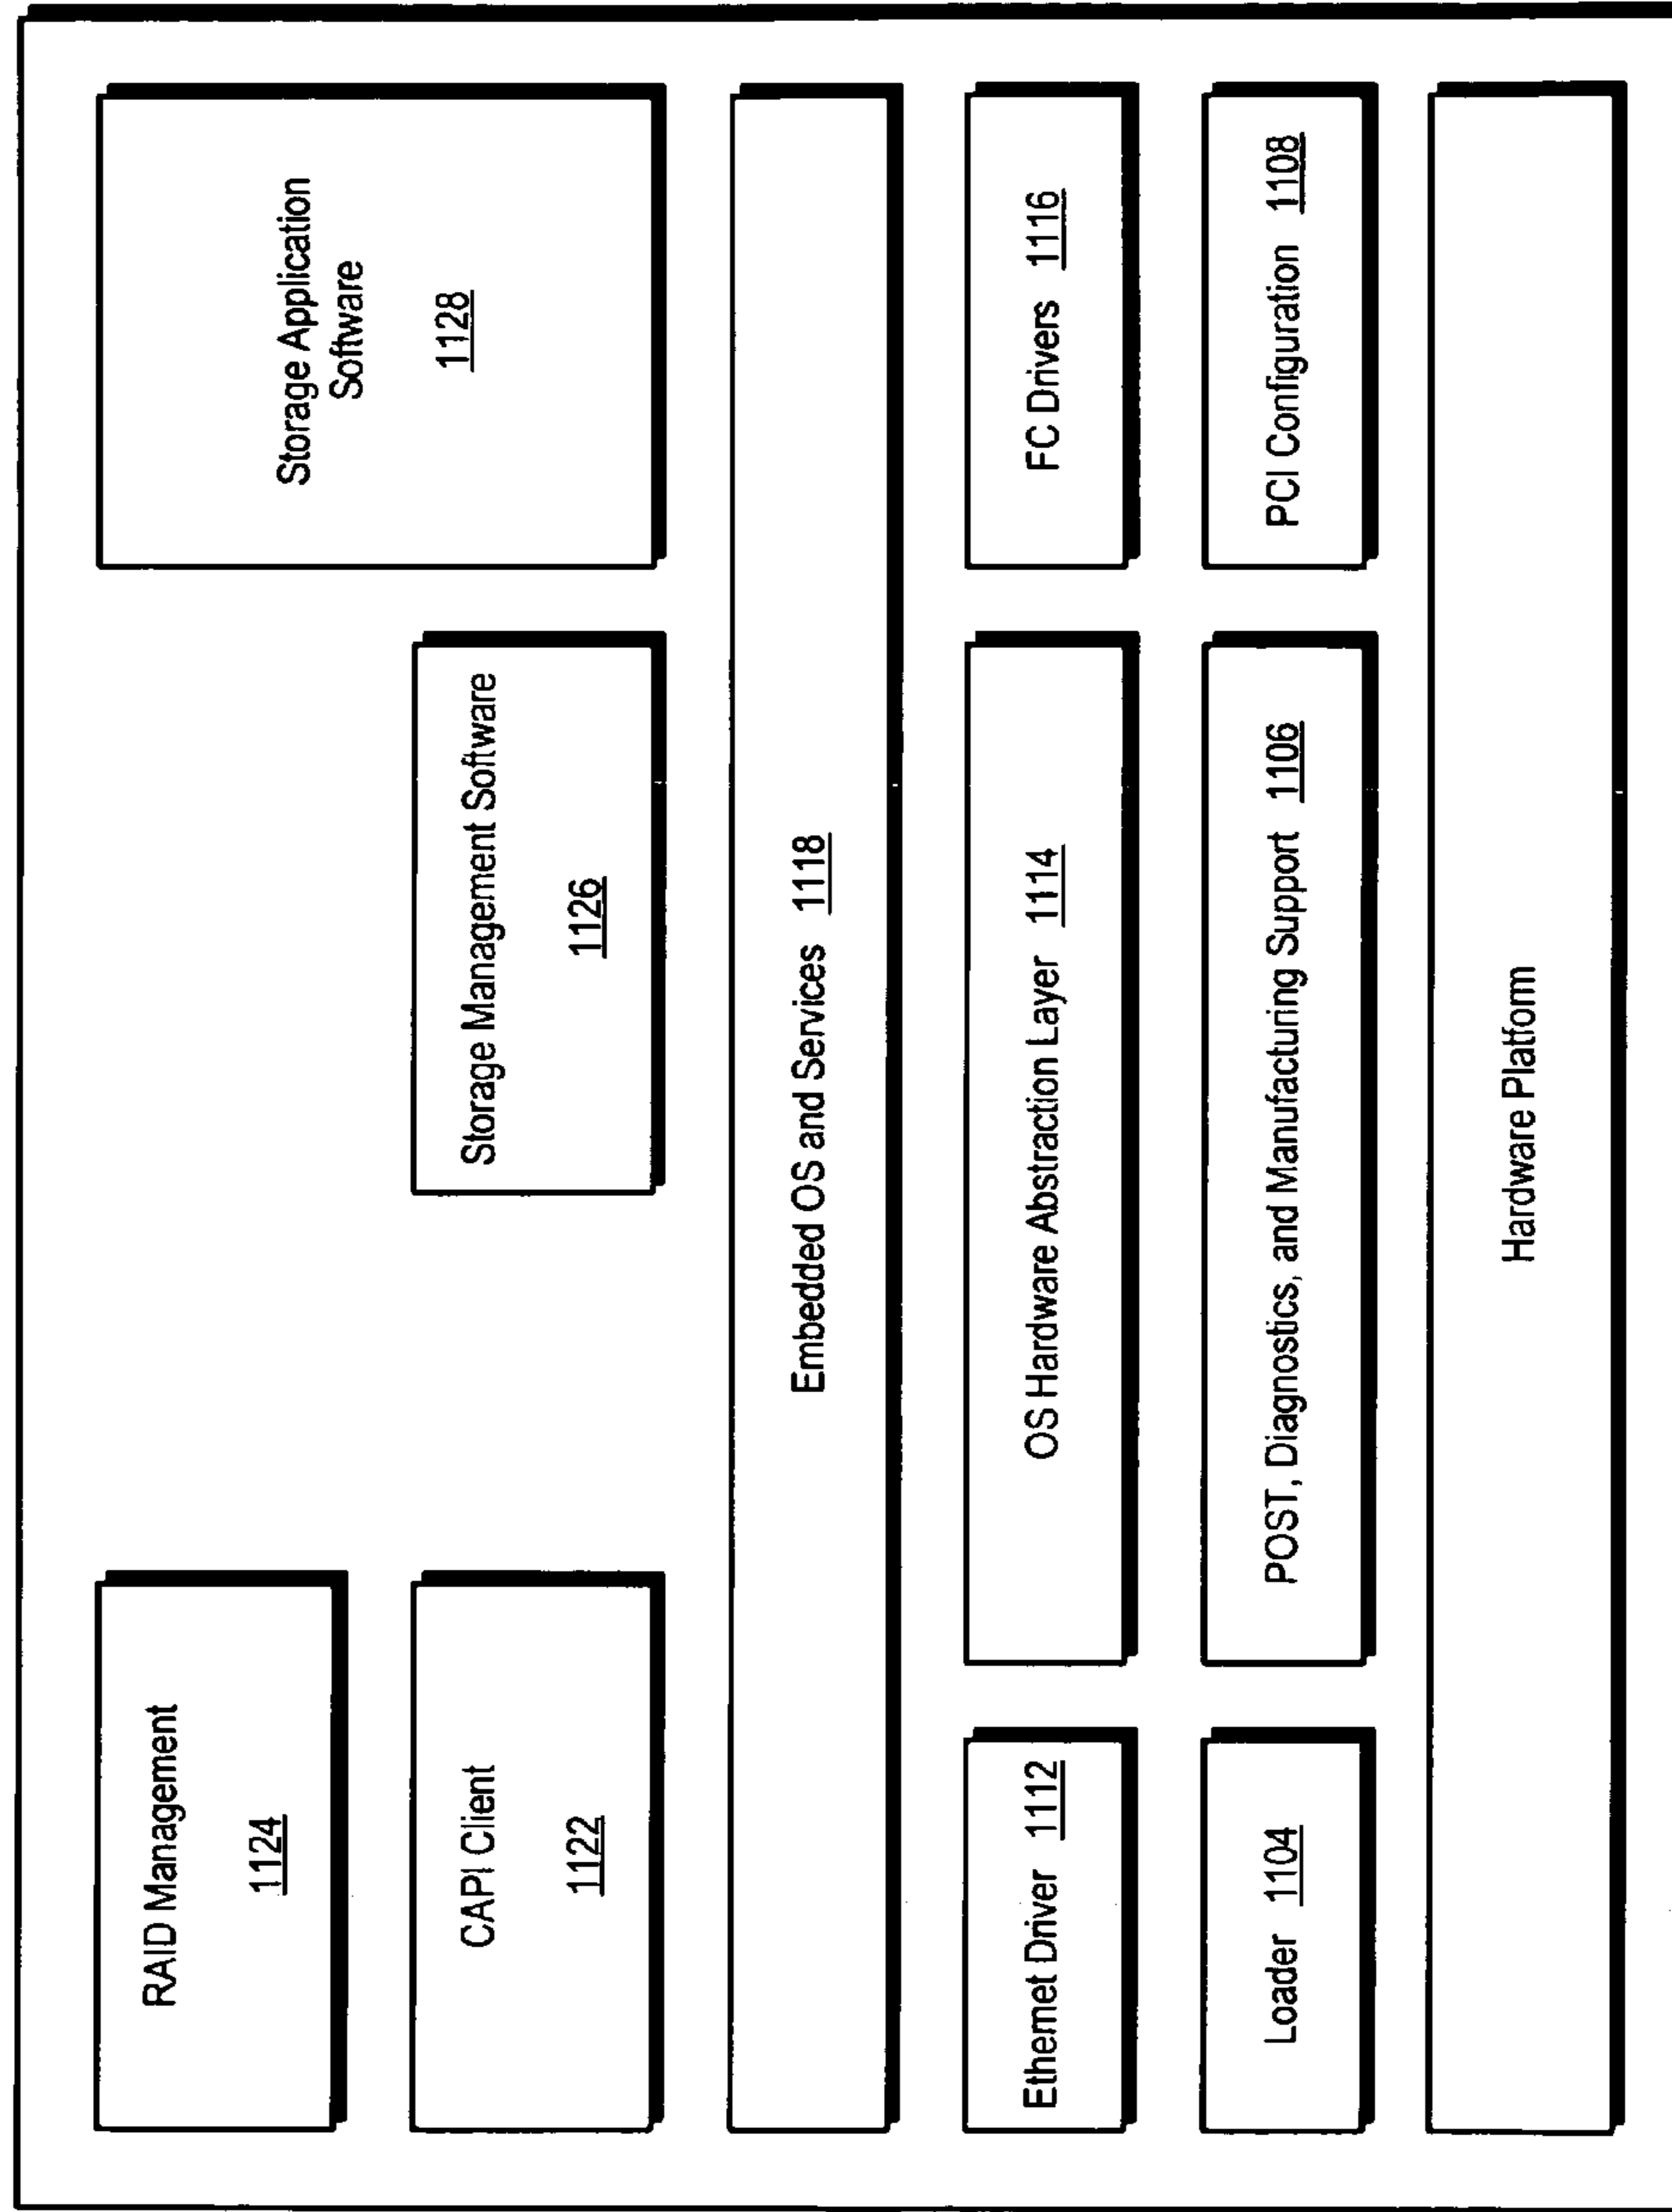 RAID Management
1124
Storage Application
Software
1128
CAPI Client
1122
Storage Management Software
1126
Embedded OS and Services 1118
Ethernet Driver 1112
OS Hardware Abstraction Layer 1114
FC Drivers 1116
Loader 1104
POST, Diagnostics, and Manufacturing Support 1106
PCI Configuration 1108
Hardware Platform